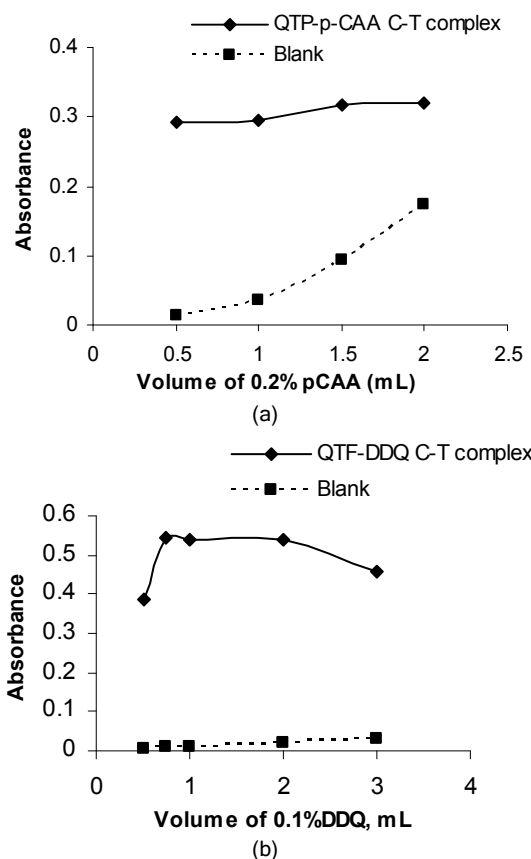 QTP-p-CAA C-T complex
Blank
Absorbance
0.4
0.3
0.2
0.1
0
0 0.5 1 1.5 2 2.5
Volume of 0.2% pCAA (mL)
(a)
QTF-DDQ C-T complex
Blank
Absorbance
0.6
0.5
0.4
0.3
0.2
0.1
0
0 1 2 3 4
Volume of 0.1%DDQ, mL
(b)